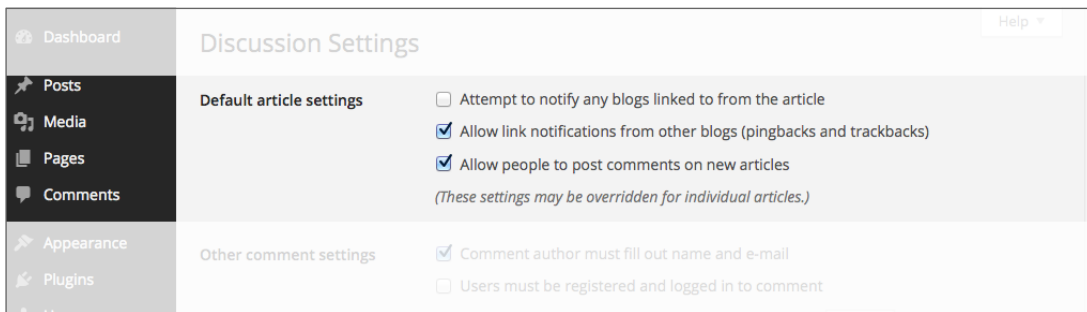 Help
Dashboard
Discussion Settings
Posts
Default article settings
Attempt to notify any blogs linked to from the article
Media
Allow link notifications from other blogs (pingbacks and trackbacks)
Pages
Allow people to post comments on new articles
Comments
(These settings may be overridden for individual articles.)
Appearance
Other comment settings
Comment author must fill out name and e-mail
Plugins
Users must be registered and logged in to comment